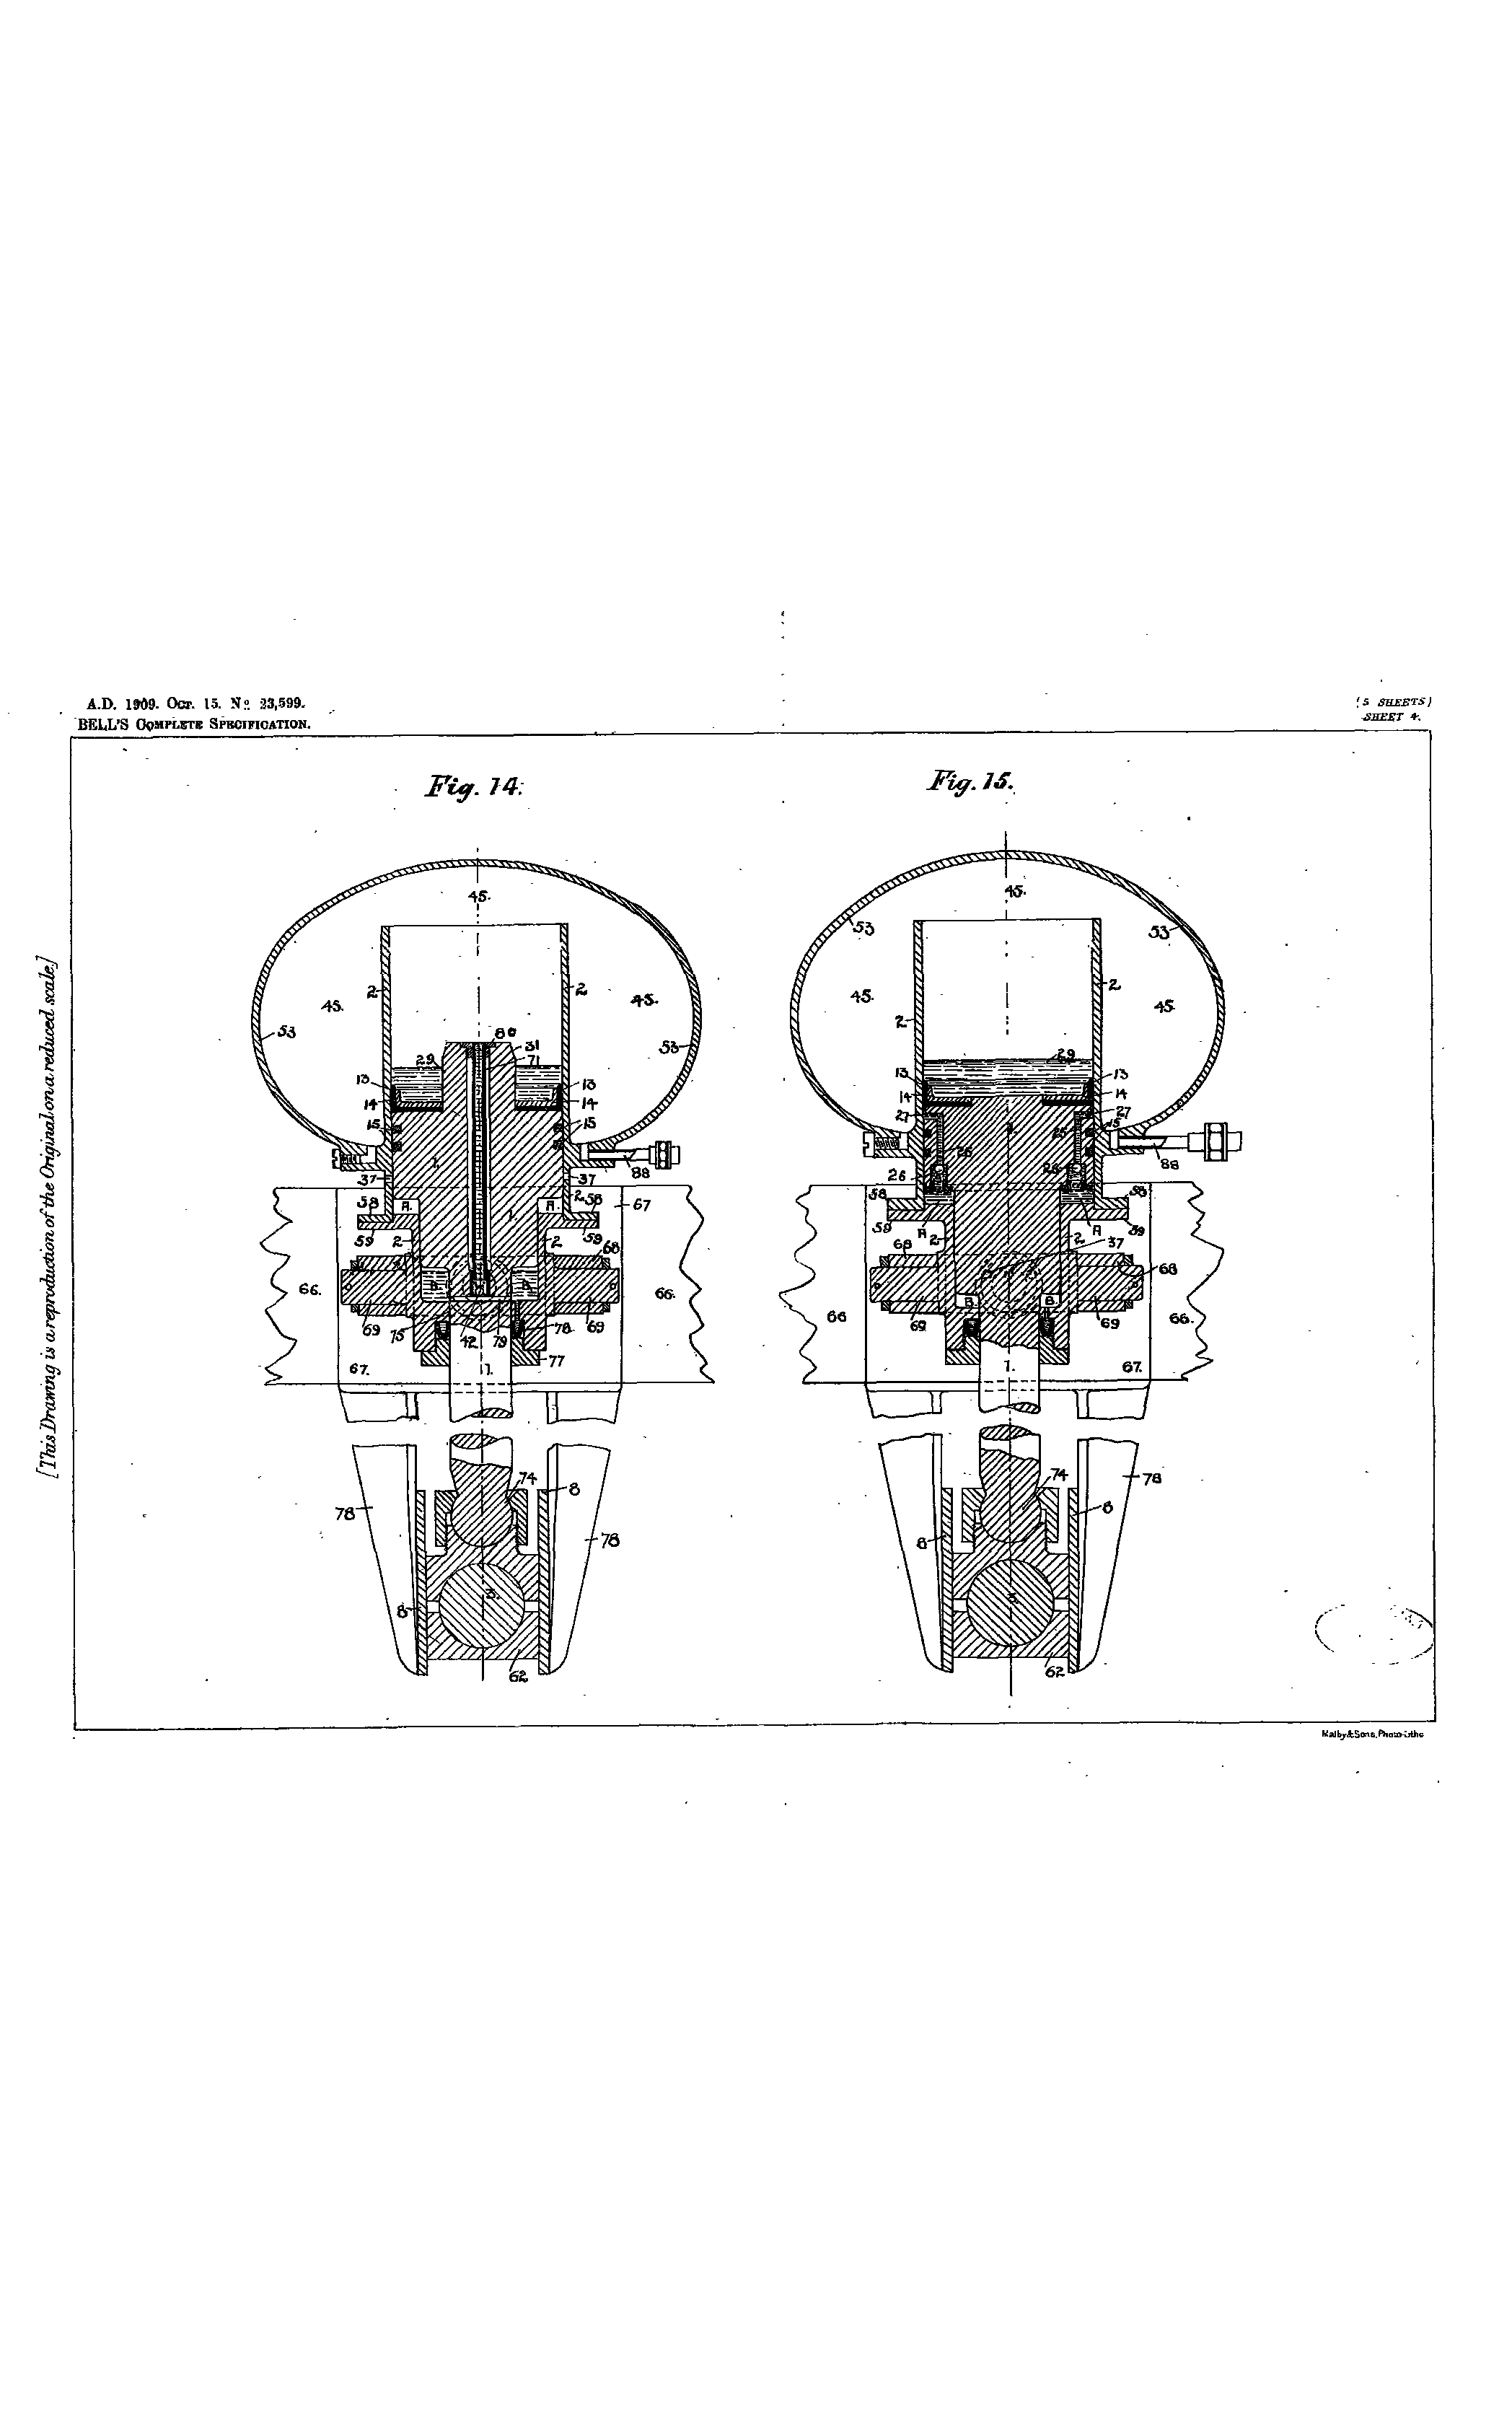 A.D. 1909. Oct. 15. No 23,599.
BELL'S COMPLETE SPECIFICATION.
(5 SHEETS)
SHEET 4.
[This Drawing is a reproduction of the Original on a reduced scale.]
Fig. 14.
45.
2 2
45. 45.
53 53
80
31
71
29
13 13
14 14
15 15
1.
88
37 37
58 A. 1. A. 2 58 67
59 2 2 59
68
66. B. B. 66.
69 75 42 79 78 69
67. 1. 77
74
8
78 78
3.
8
62
Fig. 15.
45.
53 53
45. 45.
2 2
29
13 13
14 14
27 27
25 15
26
88
26 28
58 58
59 A A 59
2 2 37
68 68
66 B. B. 66.
69 69
1. 67.
74 78
8
8
3.
62
Malby&Sons, Photo-Litho